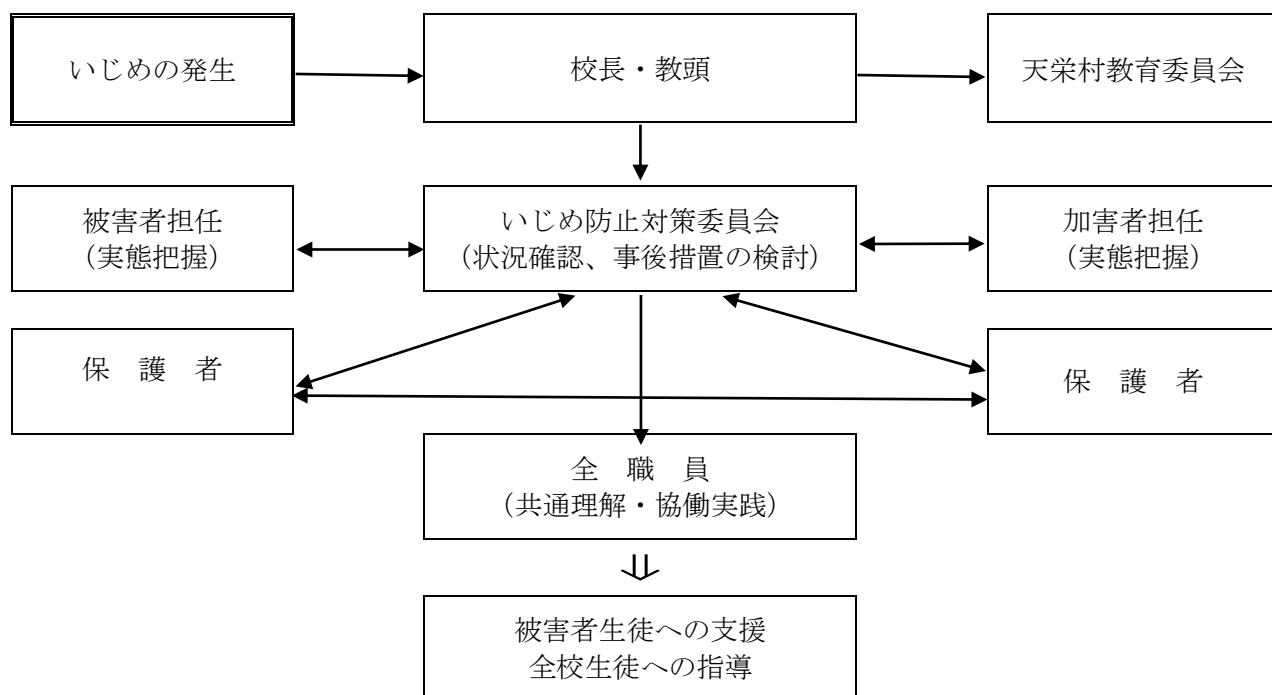 いじめの発生
校長・教頭
天栄村教育委員会
被害者担任
(実態把握)
いじめ防止対策委員会
(状況確認、事後措置の検討)
加害者担任
(実態把握)
保　護　者
保　護　者
全　職　員
(共通理解・協働実践)
⇓
被害者生徒への支援
全校生徒への指導